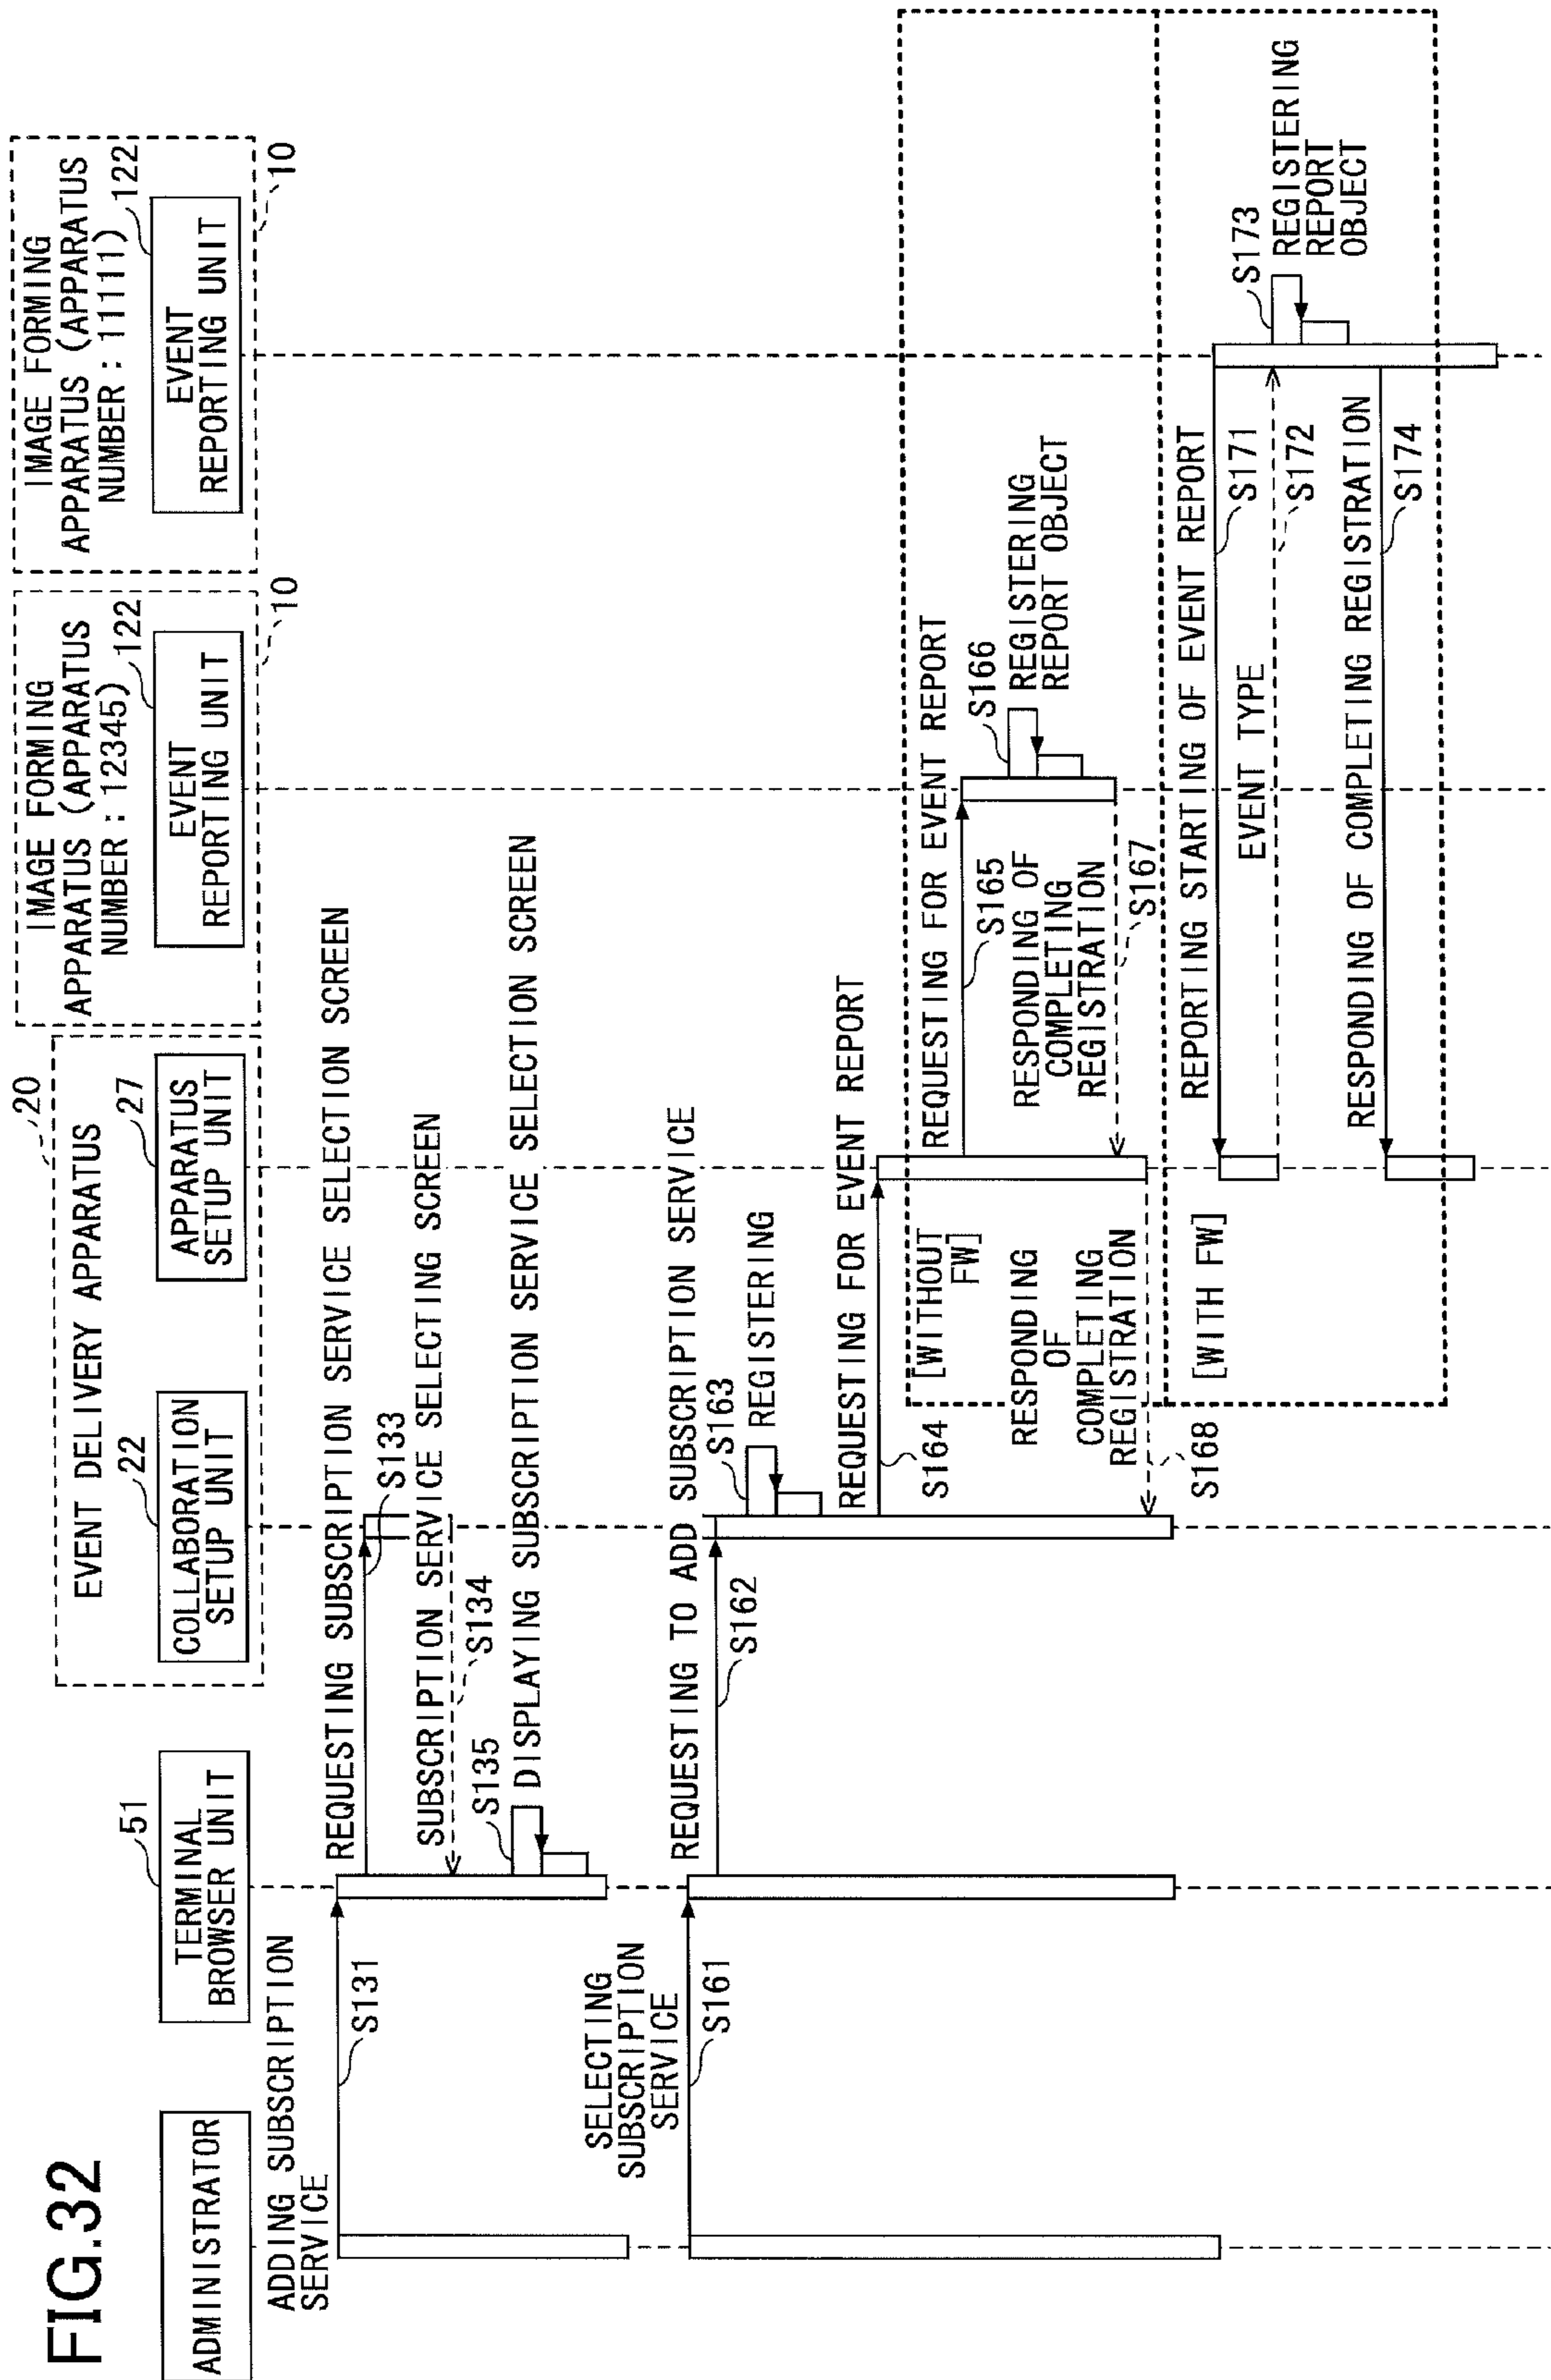 FIG.32
ADMINISTRATOR
51
TERMINAL
BROWSER UNIT
EVENT DELIVERY APPARATUS
20
22
COLLABORATION
SETUP UNIT
27
APPARATUS
SETUP UNIT
IMAGE FORMING
APPARATUS (APPARATUS
NUMBER:12345)
122
EVENT
REPORTING UNIT
10
IMAGE FORMING
APPARATUS (APPARATUS
NUMBER:11111)
122
EVENT
REPORTING UNIT
10
ADDING SUBSCRIPTION
SERVICE
S131
REQUESTING SUBSCRIPTION SERVICE SELECTION SCREEN
S133
SUBSCRIPTION SERVICE SELECTING SCREEN
S134
S135
DISPLAYING SUBSCRIPTION SERVICE SELECTION SCREEN
SELECTING
SUBSCRIPTION
SERVICE
S161
REQUESTING TO ADD SUBSCRIPTION SERVICE
S162
S163
REGISTERING
REQUESTING FOR EVENT REPORT
S164
[WITHOUT
FW]
REQUESTING FOR EVENT REPORT
S165
S166
REGISTERING
REPORT OBJECT
RESPONDING OF
COMPLETING
REGISTRATION
S167
RESPONDING
OF
COMPLETING
REGISTRATION
S168
[WITH FW]
REPORTING STARTING OF EVENT REPORT
S171
EVENT TYPE
S172
S173
REGISTERING
REPORT
OBJECT
RESPONDING OF COMPLETING REGISTRATION
S174